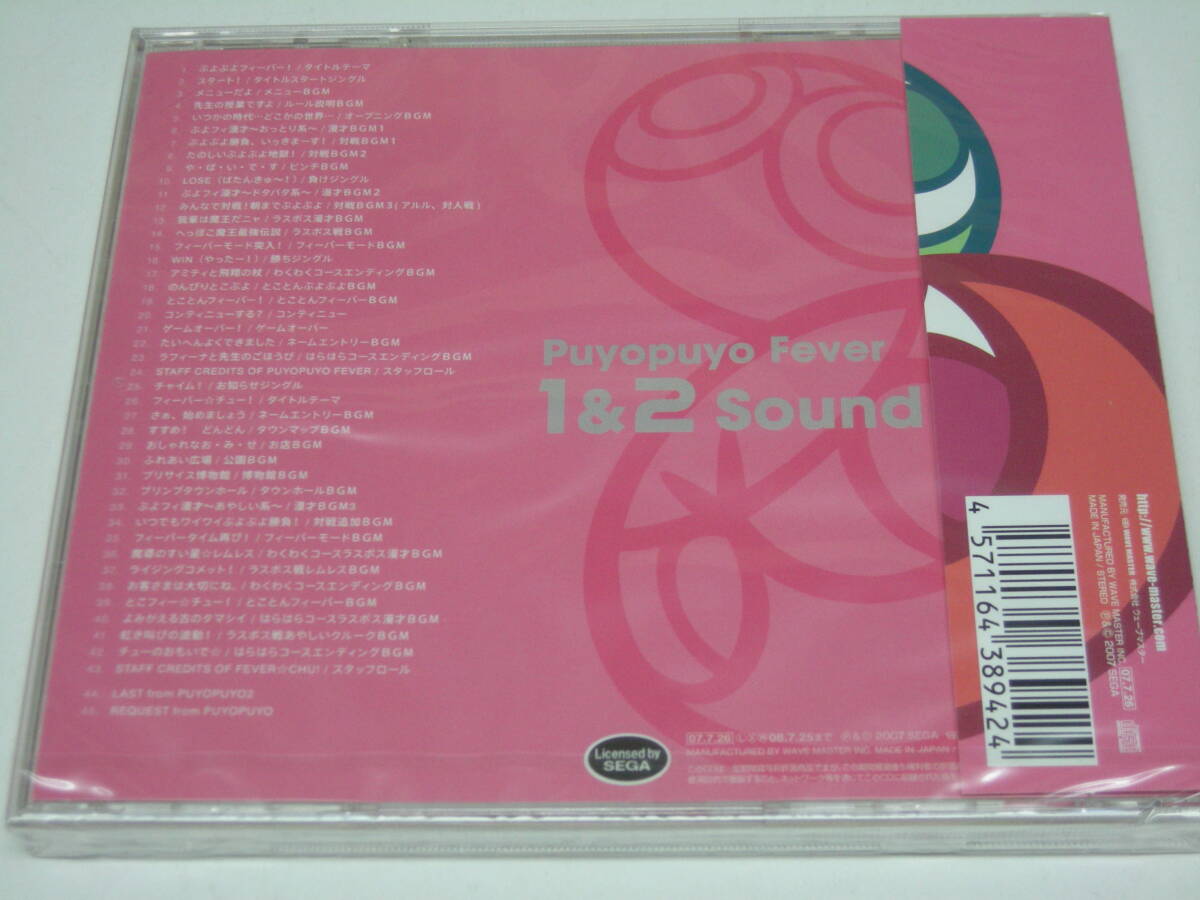 1. ぷよぷよフィーバー! / タイトルテーマ
2. スタート! / タイトルスタートジングル
3. メニューだよ / メニューBGM
4. 先生の授業ですよ / ルール説明BGM
5. いつかの時代…どこかの世界… / オープニングBGM
6. ぷよフィ漫才〜おっとり系〜 / 漫才BGM1
7. ぷよぷよ勝負、いっきまーす! / 対戦BGM1
8. たのしいぷよぷよ地獄! / 対戦BGM2
9. や・ば・い・で・す / ピンチBGM
10. LOSE (ばたんきゅ〜!) / 負けジングル
11. ぷよフィ漫才〜ドタバタ系〜 / 漫才BGM2
12. みんなで対戦!朝までぷよぷよ / 対戦BGM3 ( アルル、対人戦 )
13. 我輩は魔王だニャ / ラスボス漫才BGM
14. へっぽこ魔王最強伝説 / ラスボス戦BGM
15. フィーバーモード突入! / フィーバーモードBGM
16. WIN (やったー!) / 勝ちジングル
17. アミティと飛翔の杖 / わくわくコースエンディングBGM
18. のんびりとこぷよ / とことんぷよぷよBGM
19. とことんフィーバー! / とことんフィーバーBGM
20. コンティニューする? / コンティニュー
21. ゲームオーバー! / ゲームオーバー
22. たいへんよくできました / ネームエントリーBGM
23. ラフィーナと先生のごほうび / はらはらコースエンディングBGM
24. STAFF CREDITS OF PUYOPUYO FEVER / スタッフロール
25. チャイム! / お知らせジングル
26. フィーバー☆チュー! / タイトルテーマ
27. さぁ、始めましょう / ネームエントリーBGM
28. すすめ! どんどん / タウンマップBGM
29. おしゃれなお・み・せ / お店BGM
30. ふれあい広場 / 公園BGM
31. プリサイス博物館 / 博物館BGM
32. プリンプタウンホール / タウンホールBGM
33. ぷよフィ漫才〜あやしい系〜 / 漫才BGM3
34. いつでもワイワイぷよぷよ勝負! / 対戦追加BGM
35. フィーバータイム再び! / フィーバーモードBGM
36. 魔導のすい星☆レムレス / わくわくコースラスボス漫才BGM
37. ライジングコメット! / ラスボス戦レムレスBGM
38. お客さまは大切にね、 / わくわくコースエンディングBGM
39. とこフィー☆チュー! / とことんフィーバーBGM
40. よみがえる古のタマシイ / はらはらコースラスボス漫才BGM
41. 紅き叫びの波動! / ラスボス戦あやしいクルークBGM
42. チューのおもいで☆ / はらはらコースエンディングBGM
43. STAFF CREDITS OF FEVER☆CHU! / スタッフロール
44. LAST from PUYOPUYO2
45. REQUEST from PUYOPUYO
Puyopuyo Fever
1&2 Sound
Licensed by
SEGA
07.7.26 08.7.25まで ℗&© 2007 SEGA
MANUFACTURED BY WAVE MASTER INC. MADE IN JAPAN /
http://www.wave-master.com
発売元 WAVE MASTER 株式会社 ウェーブマスター
MANUFACTURED BY WAVE MASTER INC. 07.7.26
MADE IN JAPAN / STEREO ℗&© 2007 SEGA
4 571164 389424